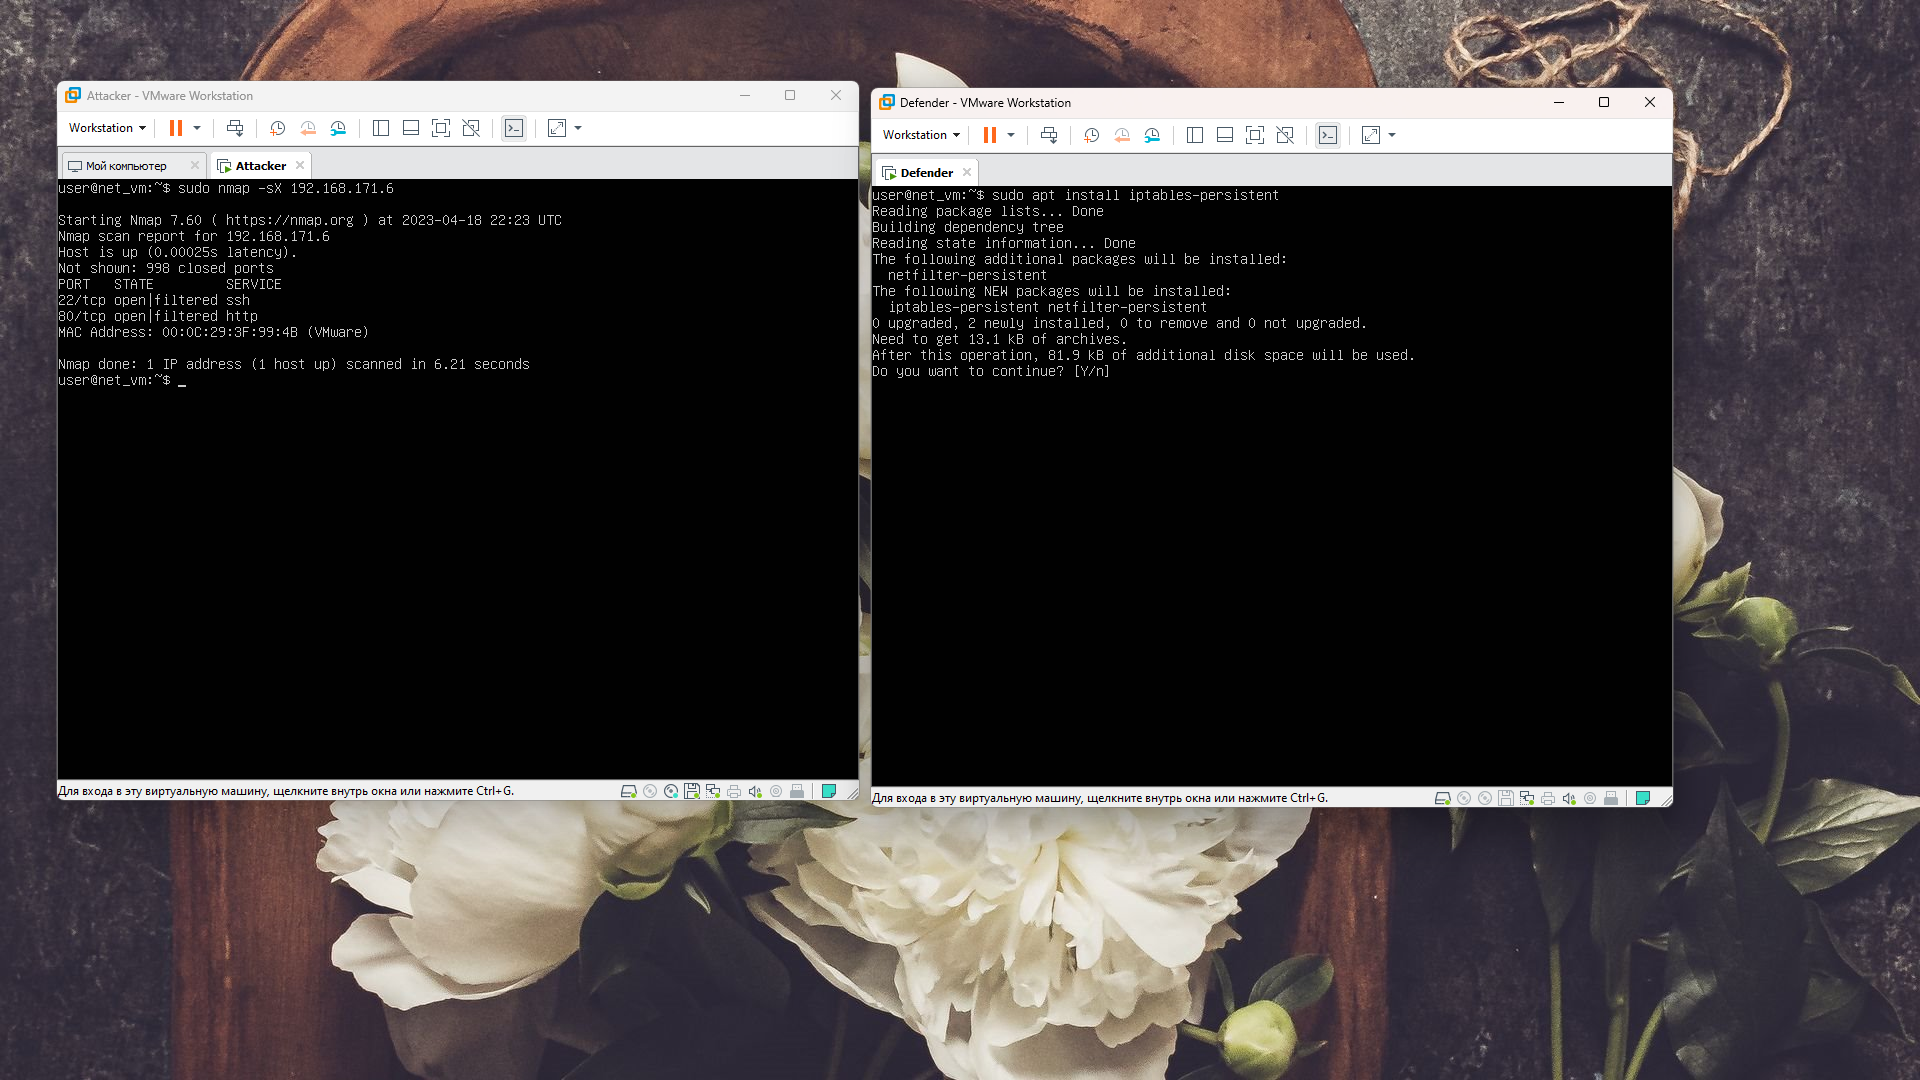 Attacker - VMware Workstation
Workstation
Мой компьютер
Attacker
user@net_vm:~$ sudo nmap -sX 192.168.171.6
Starting Nmap 7.60 ( https://nmap.org ) at 2023-04-18 22:23 UTC
Nmap scan report for 192.168.171.6
Host is up (0.00025s latency).
Not shown: 998 closed ports
PORT   STATE         SERVICE
22/tcp open|filtered ssh
80/tcp open|filtered http
MAC Address: 00:0C:29:3F:99:4B (VMware)
Nmap done: 1 IP address (1 host up) scanned in 6.21 seconds
user@net_vm:~$ _
Для входа в эту виртуальную машину, щелкните внутрь окна или нажмите Ctrl+G.
Defender - VMware Workstation
Workstation
Defender
user@net_vm:~$ sudo apt install iptables-persistent
Reading package lists... Done
Building dependency tree
Reading state information... Done
The following additional packages will be installed:
  netfilter-persistent
The following NEW packages will be installed:
  iptables-persistent netfilter-persistent
0 upgraded, 2 newly installed, 0 to remove and 0 not upgraded.
Need to get 13.1 kB of archives.
After this operation, 81.9 kB of additional disk space will be used.
Do you want to continue? [Y/n]
Для входа в эту виртуальную машину, щелкните внутрь окна или нажмите Ctrl+G.